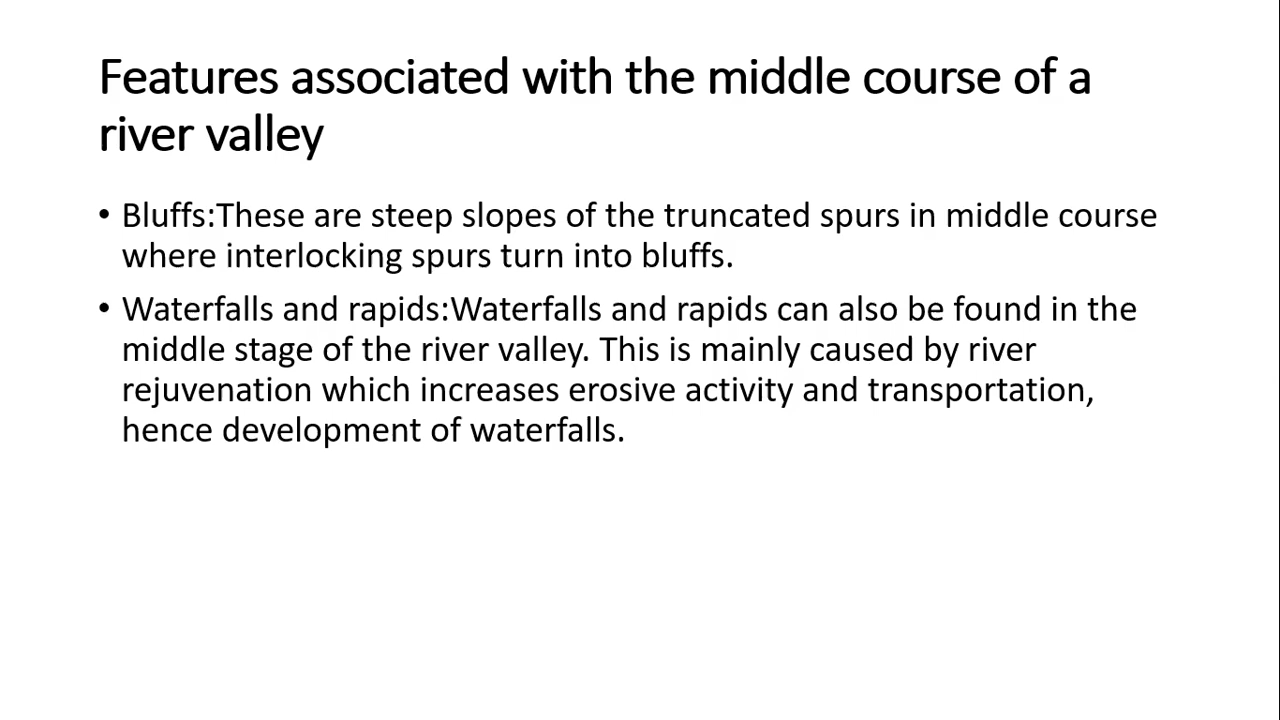 Features associated with the middle course of a
river valley
• Bluffs:These are steep slopes of the truncated spurs in middle course
where interlocking spurs turn into bluffs.
• Waterfalls and rapids:Waterfalls and rapids can also be found in the
middle stage of the river valley. This is mainly caused by river
rejuvenation which increases erosive activity and transportation,
hence development of waterfalls.